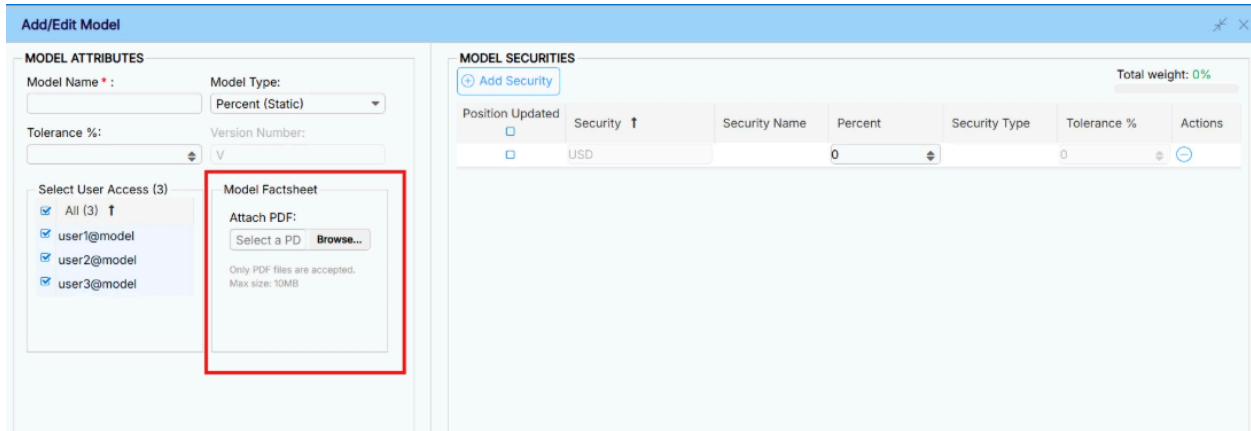 Add/Edit Model
MODEL ATTRIBUTES
Model Name * :
Model Type:
Percent (Static)
Tolerance %:
Version Number:
V
Select User Access (3)
All (3) ↑
user1@model
user2@model
user3@model
Model Factsheet
Attach PDF:
Select a PD Browse...
Only PDF files are accepted.
Max size: 10MB
MODEL SECURITIES
Add Security
Total weight: 0%
Position Updated Security ↑ Security Name Percent Security Type Tolerance % Actions
USD 0 0